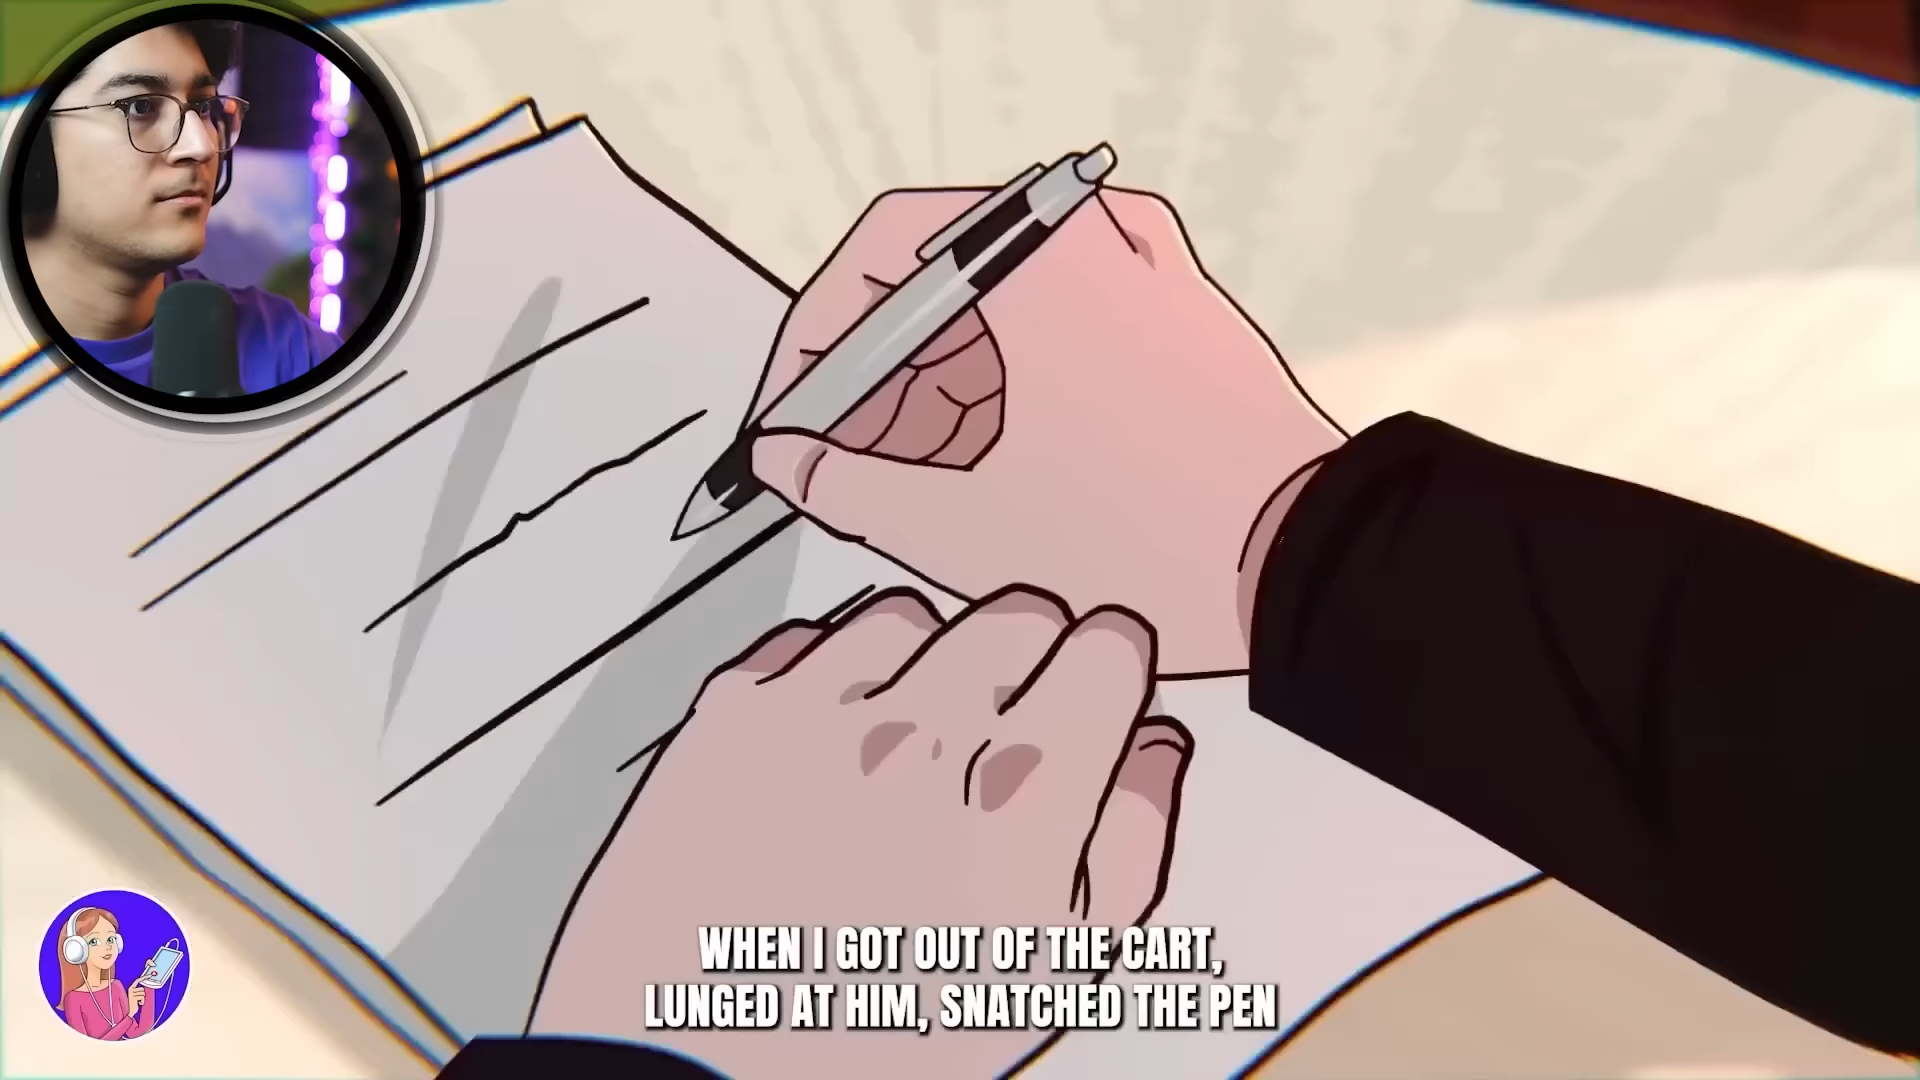 WHEN I GOT OUT OF THE CART,
LUNGED AT HIM, SNATCHED THE PEN